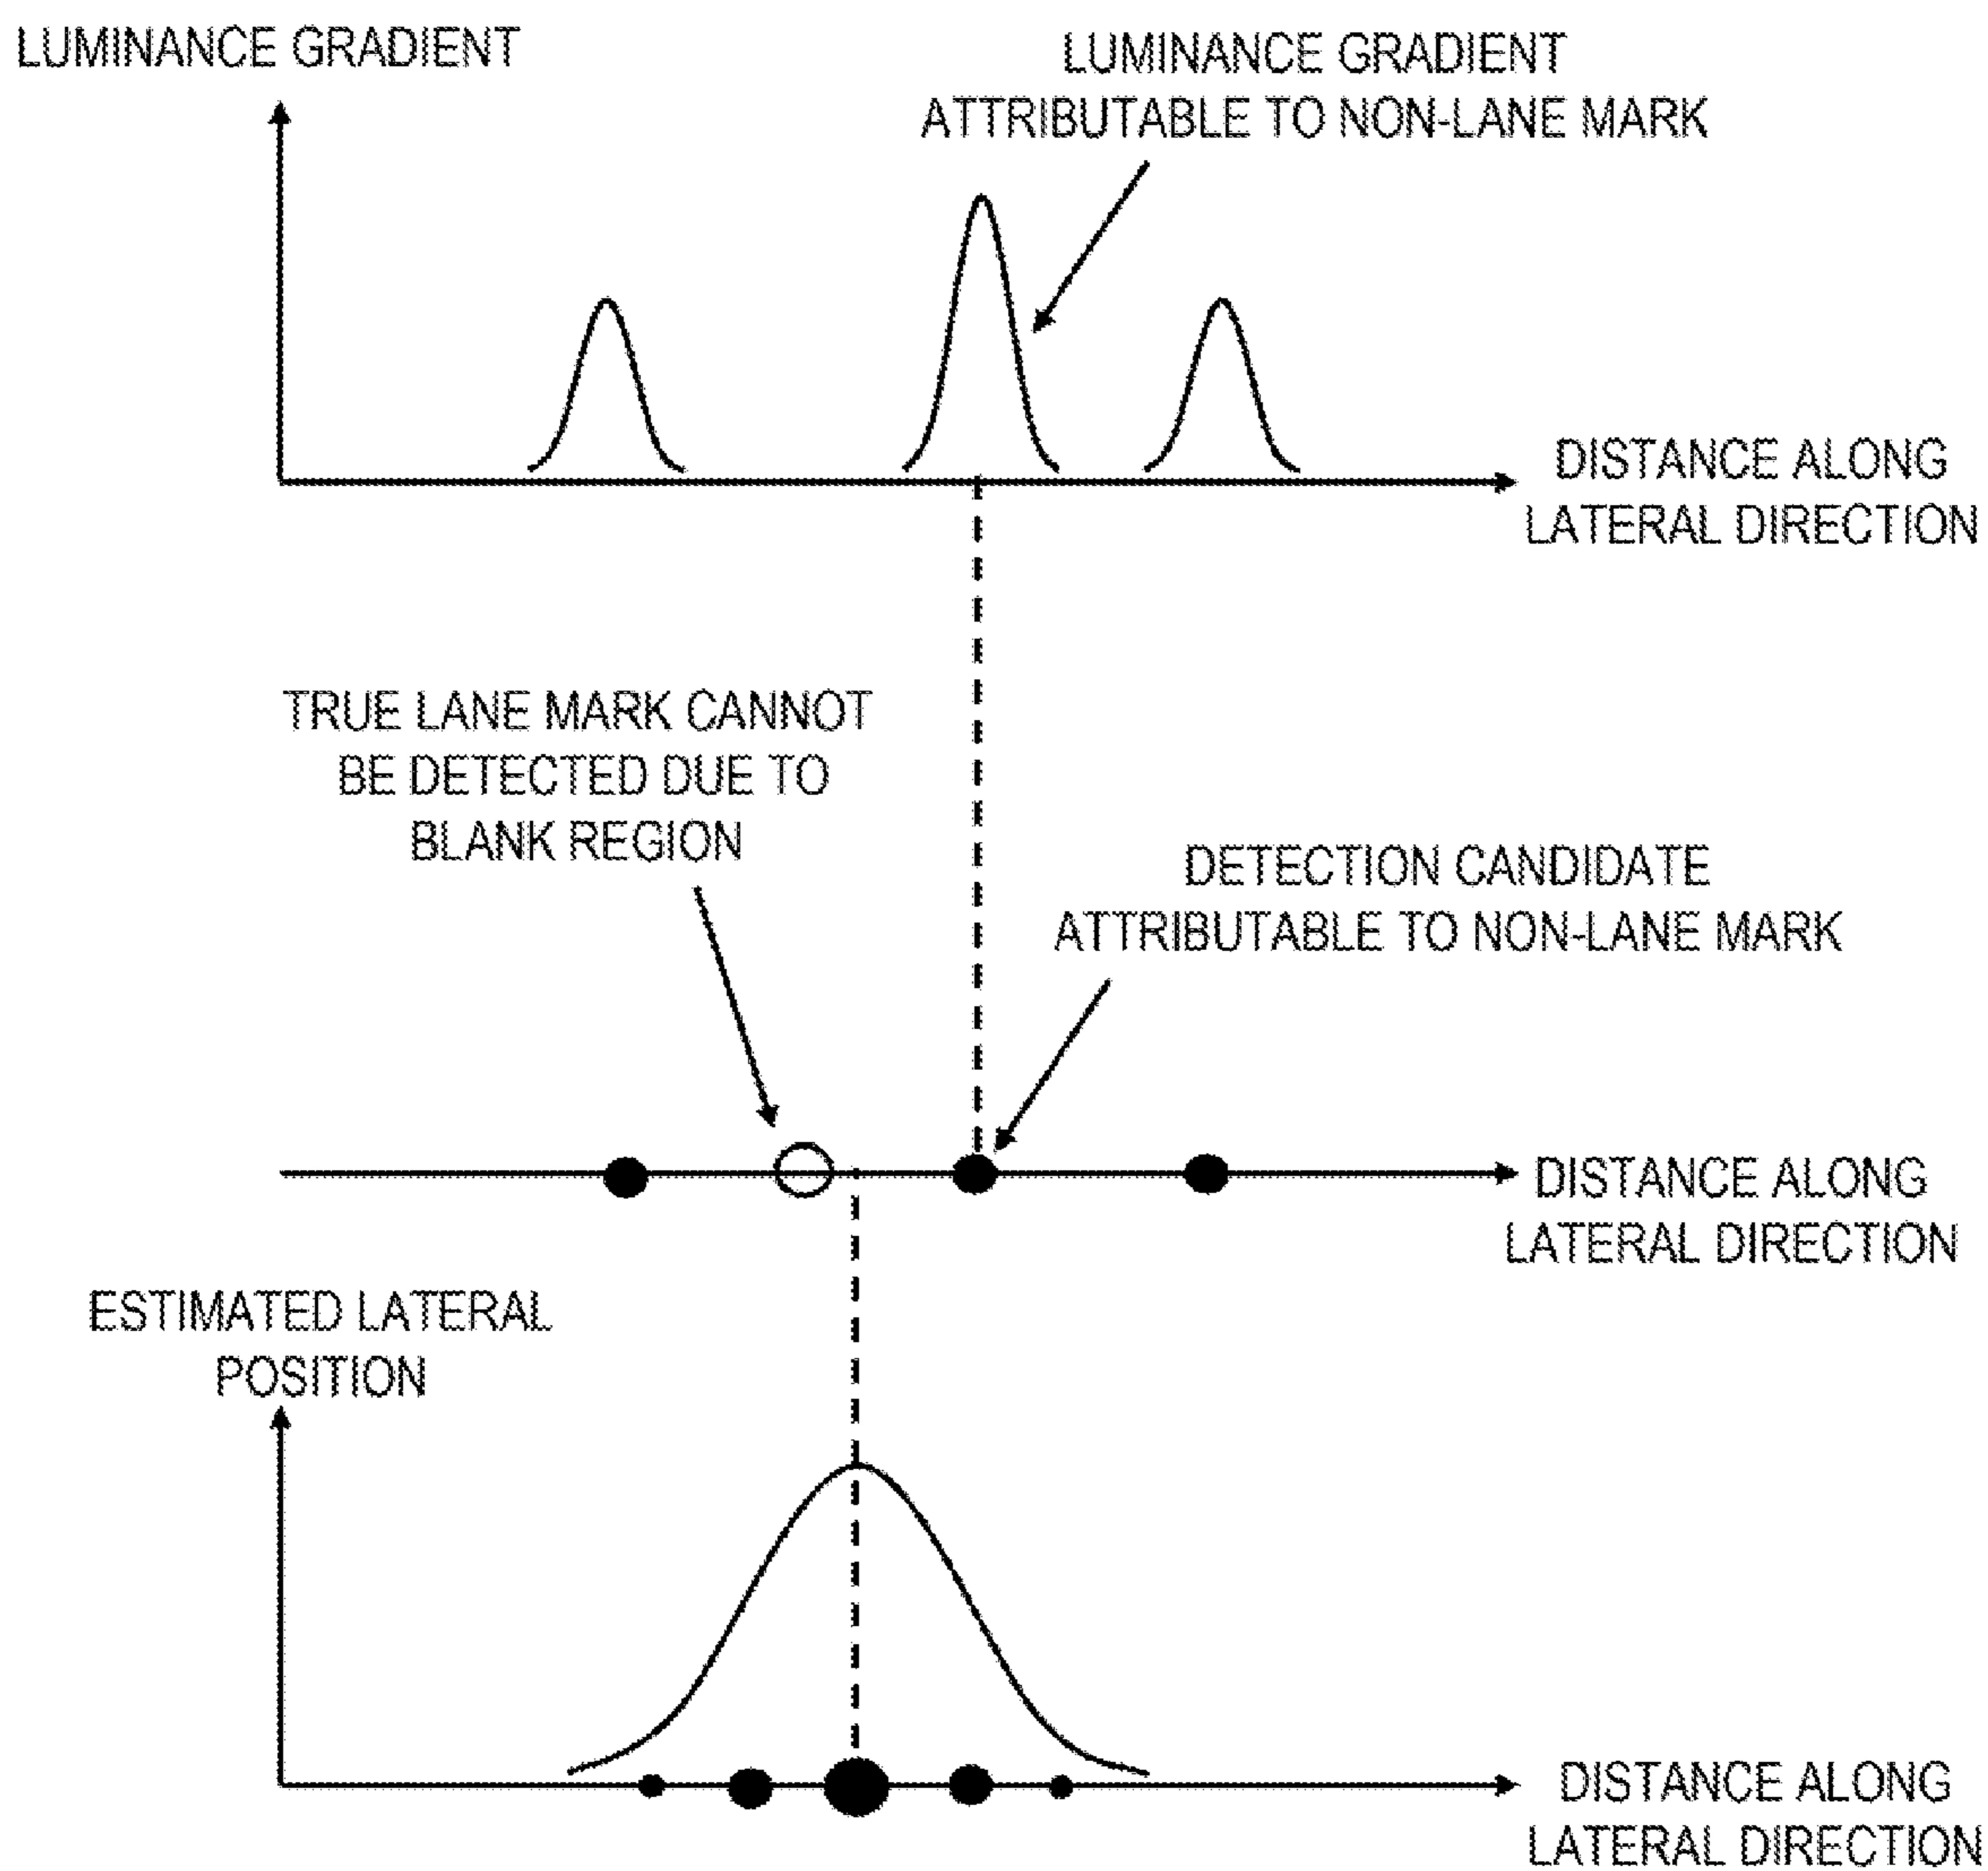 LUMINANCE GRADIENT
LUMINANCE GRADIENT
ATTRIBUTABLE TO NON-LANE MARK
DISTANCE ALONG
LATERAL DIRECTION
TRUE LANE MARK CANNOT
BE DETECTED DUE TO
BLANK REGION
DETECTION CANDIDATE
ATTRIBUTABLE TO NON-LANE MARK
DISTANCE ALONG
LATERAL DIRECTION
ESTIMATED LATERAL
POSITION
DISTANCE ALONG
LATERAL DIRECTION